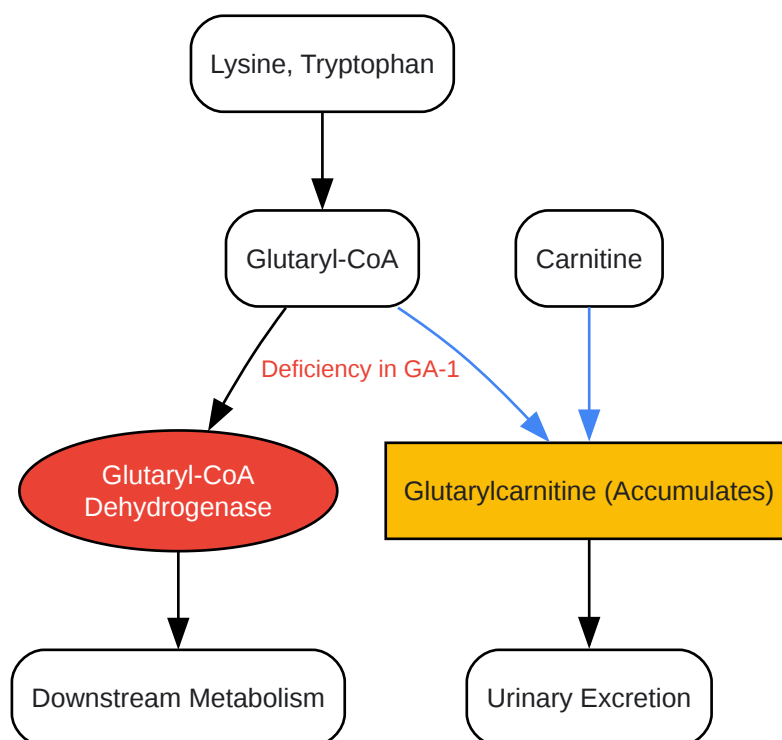 Lysine, Tryptophan
Glutaryl-CoA
Carnitine
Deficiency in GA-1
Glutaryl-CoA
Dehydrogenase
Glutarylcarnitine (Accumulates)
Downstream Metabolism
Urinary Excretion